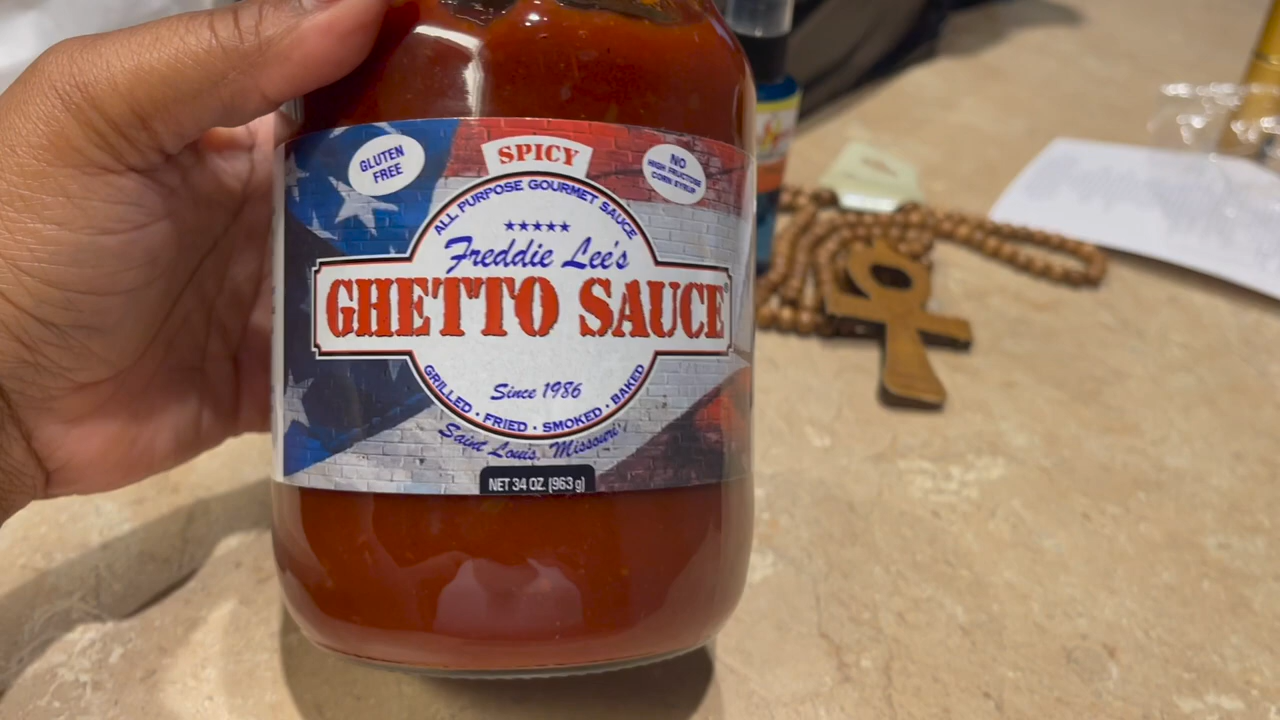 GLUTEN
FREE
SPICY
NO
HIGH FRUCTOSE
CORN SYRUP
ALL PURPOSE GOURMET SAUCE
Freddie Lee's
GHETTO SAUCE
Since 1986
GRILLED • FRIED • SMOKED • BAKED
Saint Louis, Missouri
NET 34 OZ. (963 g)